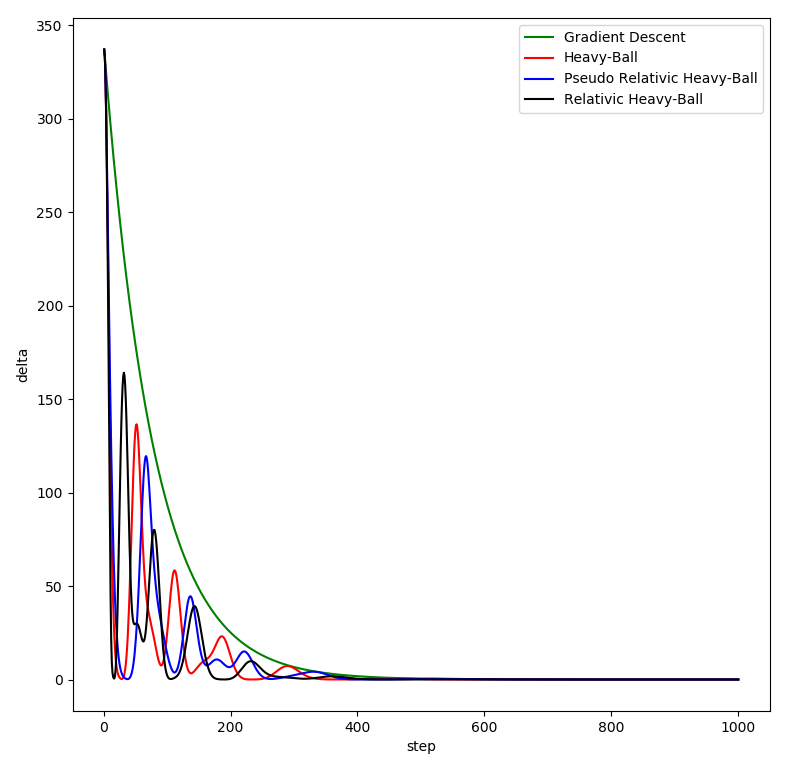 350
300
250
200
150
100
50
0
delta
Gradient Descent
Heavy-Ball
Pseudo Relativic Heavy-Ball
Relativic Heavy-Ball
0 200 400 600 800 1000
step